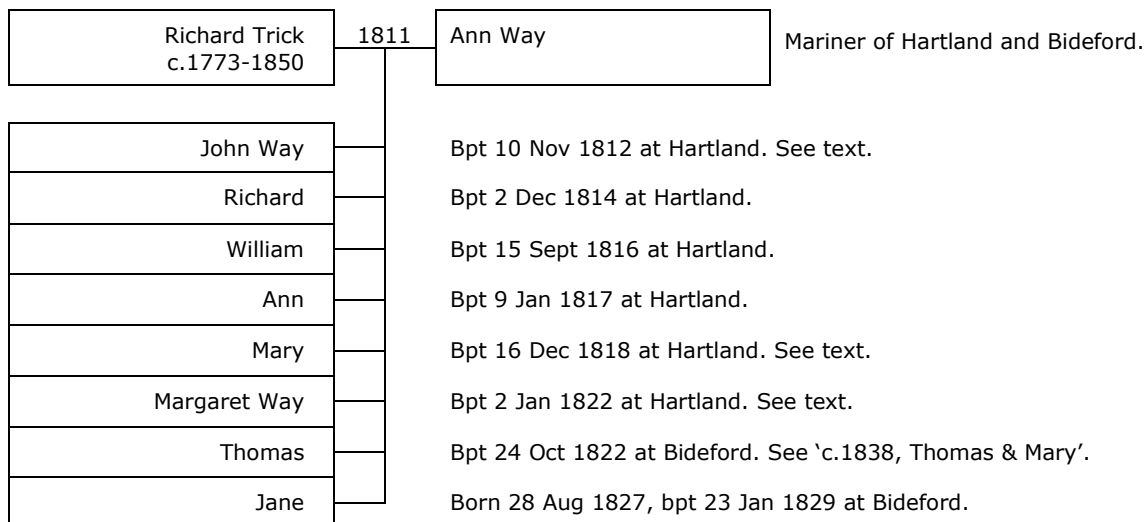 Richard Trick 1811 Ann Way Mariner of Hartland and Bideford.
c.1773-1850
John Way Bpt 10 Nov 1812 at Hartland. See text.
Richard Bpt 2 Dec 1814 at Hartland.
William Bpt 15 Sept 1816 at Hartland.
Ann Bpt 9 Jan 1817 at Hartland.
Mary Bpt 16 Dec 1818 at Hartland. See text.
Margaret Way Bpt 2 Jan 1822 at Hartland. See text.
Thomas Bpt 24 Oct 1822 at Bideford. See ‘c.1838, Thomas & Mary’.
Jane Born 28 Aug 1827, bpt 23 Jan 1829 at Bideford.